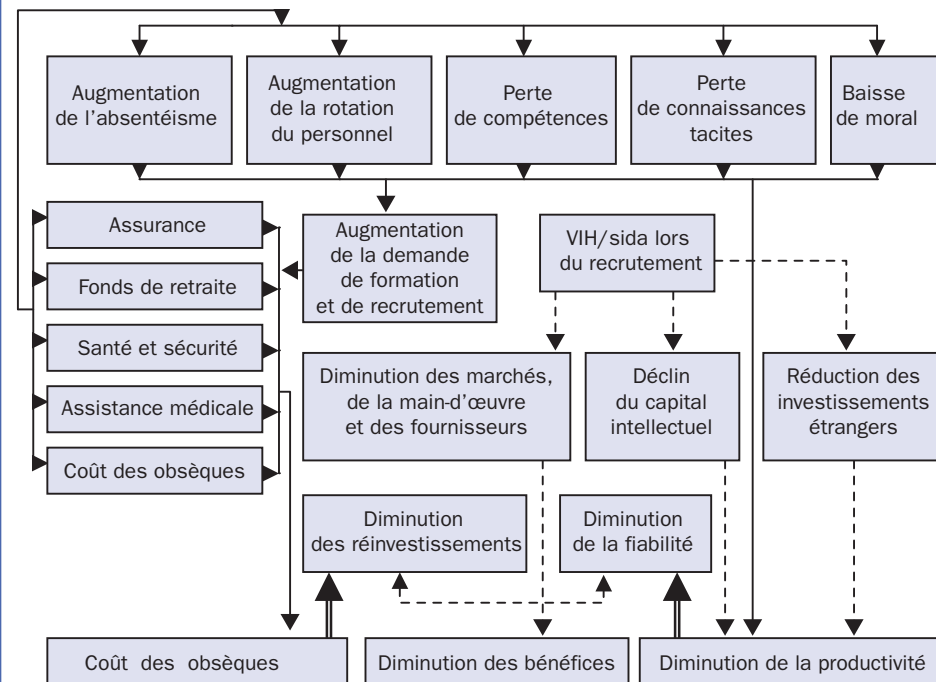 Augmentation
de l'absentéisme
Augmentation
de la rotation
du personnel
Perte
de compétences
Perte
de connaissances
tacites
Baisse
de moral
Assurance
Fonds de retraite
Santé et sécurité
Assistance médicale
Coût des obsèques
Augmentation
de la demande
de formation
et de recrutement
VIH/sida lors
du recrutement
Diminution des marchés,
de la main-d'œuvre
et des fournisseurs
Déclin
du capital
intellectuel
Réduction des
investissements
étrangers
Diminution
des réinvestissements
Diminution
de la fiabilité
Coût des obsèques
Diminution des bénéfices
Diminution de la productivité